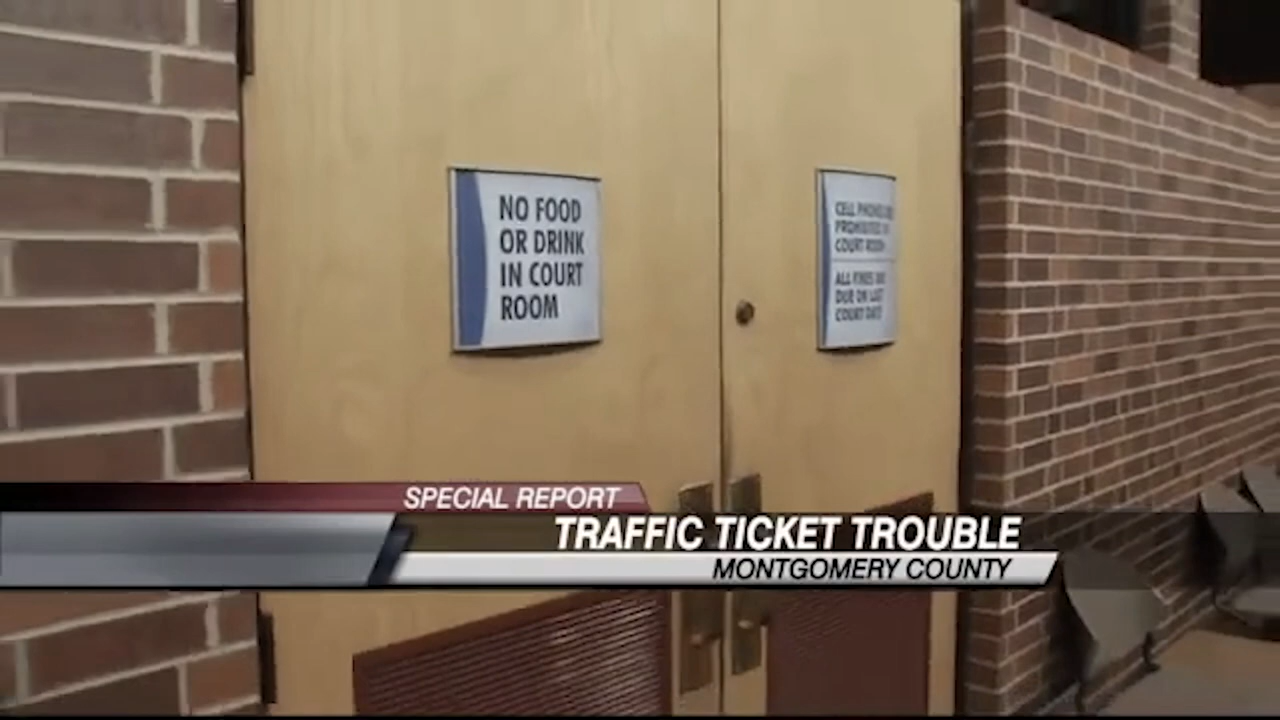 NO FOOD
OR DRINK
IN COURT
ROOM
CELL PHONES
PROHIBITED IN
COURT ROOM
ALL FINES ARE
DUE ON LAST
COURT DATE
SPECIAL REPORT
TRAFFIC TICKET TROUBLE
MONTGOMERY COUNTY